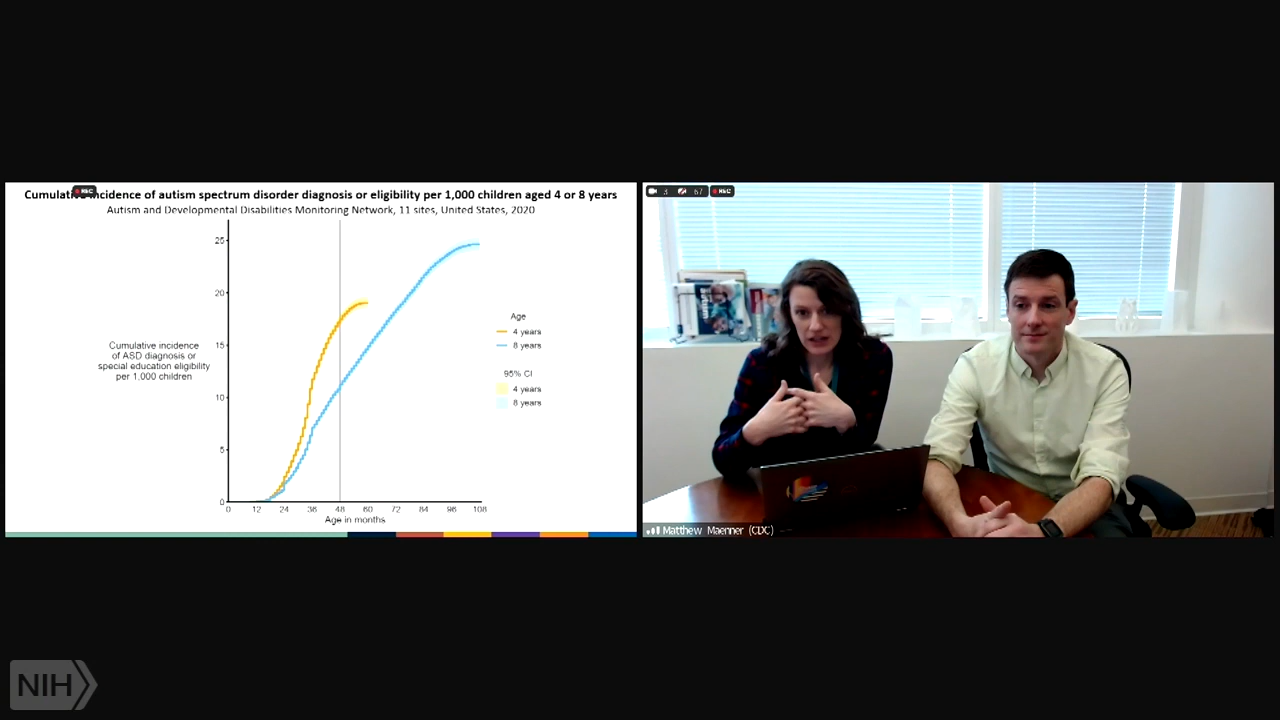 Cumulative incidence of autism spectrum disorder diagnosis or eligibility per 1,000 children aged 4 or 8 years
REC
Autism and Developmental Disabilities Monitoring Network, 11 sites, United States, 2020
25
20
15
10
5
0
Cumulative incidence
of ASD diagnosis or
special education eligibility
per 1,000 children
0 12 24 36 48 60 72 84 96 108
Age in months
Age
4 years
8 years
95% CI
4 years
8 years
3 67 REC
Matthew Maenner (CDC)
NIH